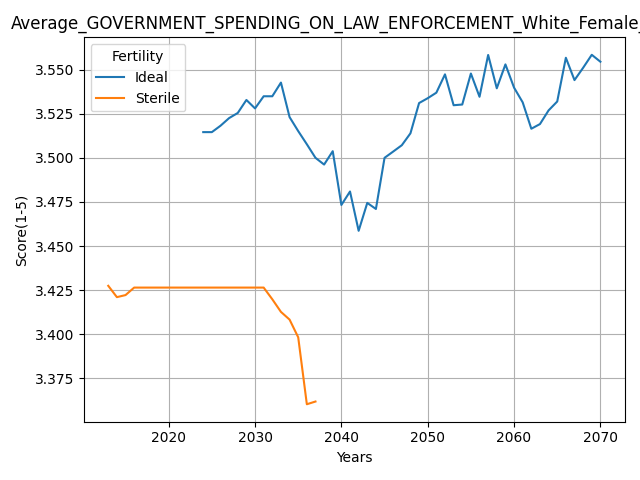 Average_GOVERNMENT_SPENDING_ON_LAW_ENFORCEMENT_White_Female_
Fertility
Ideal
Sterile
Score(1-5)
3.550
3.525
3.500
3.475
3.450
3.425
3.400
3.375
2020 2030 2040 2050 2060 2070
Years